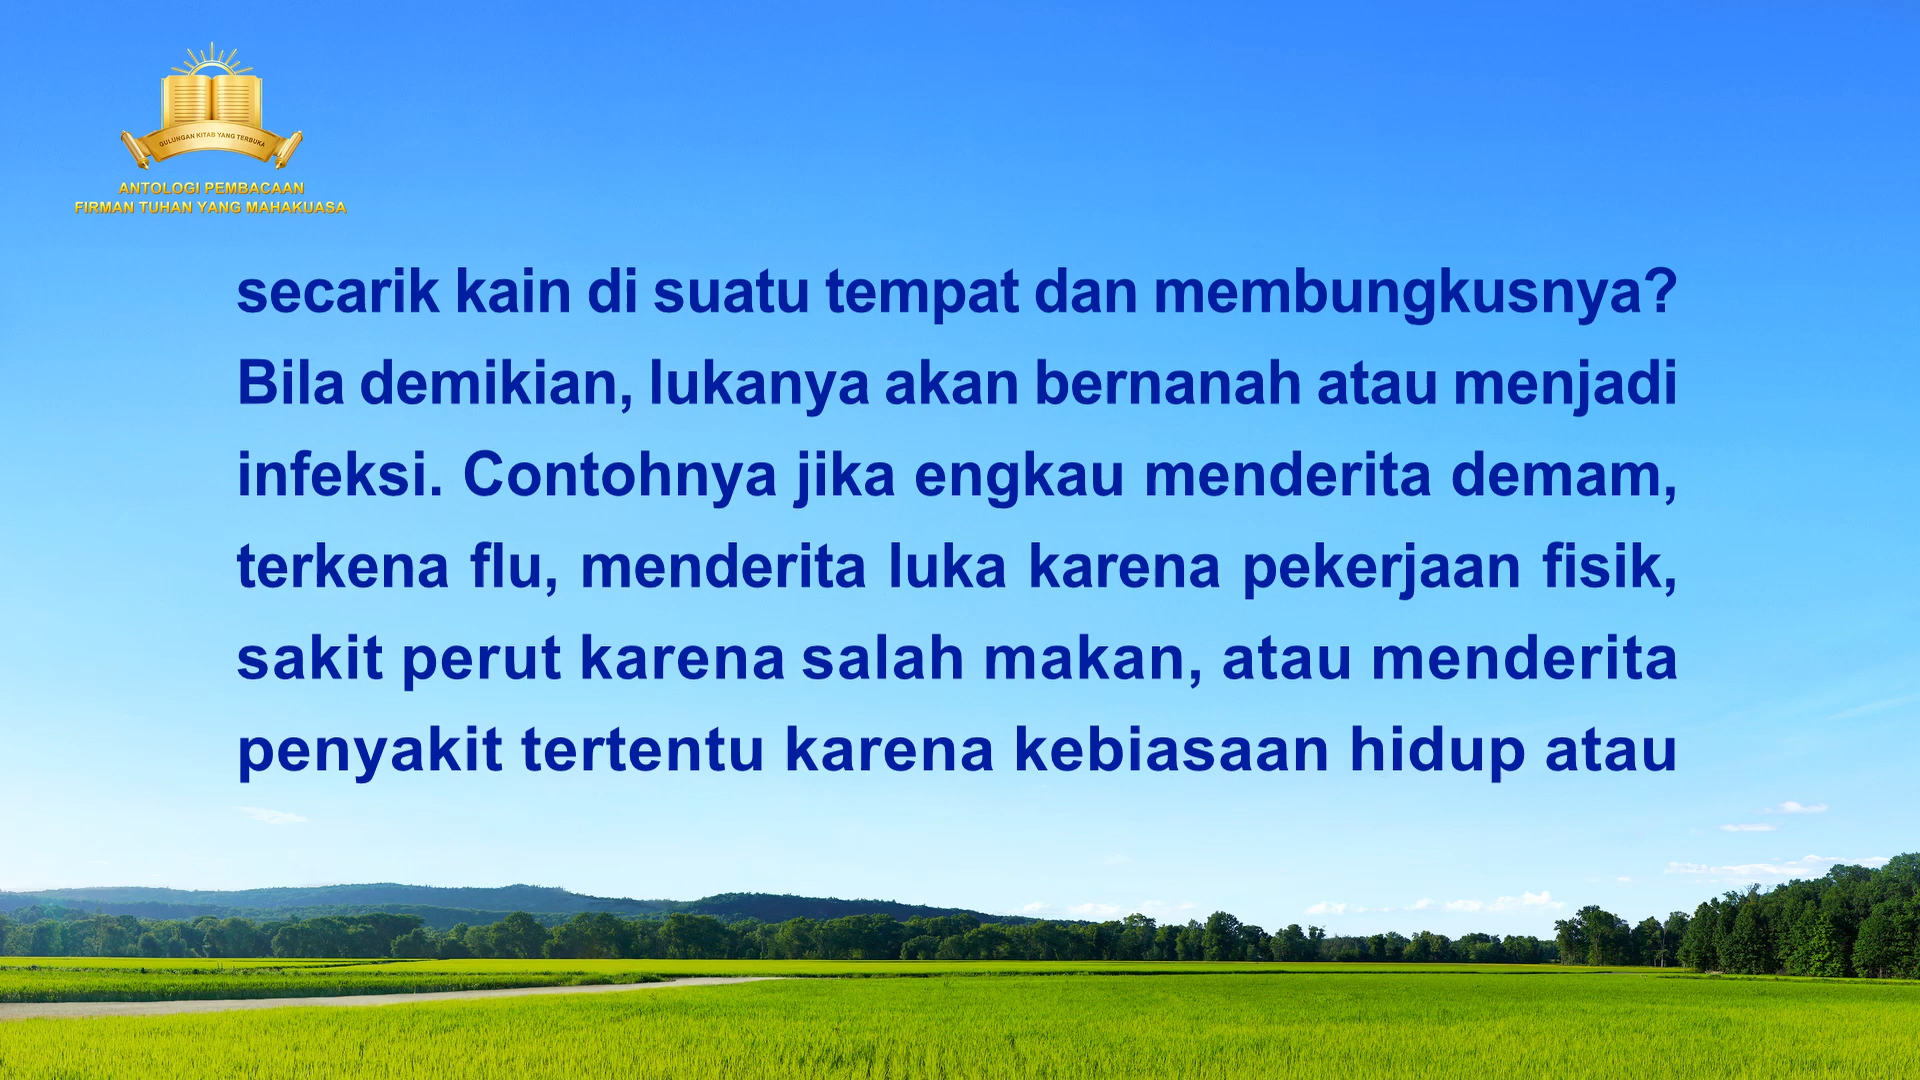 GULUNGAN KITAB YANG TERBUKA
ANTOLOGI PEMBACAAN
FIRMAN TUHAN YANG MAHAKUASA
secarik kain di suatu tempat dan membungkusnya?
Bila demikian, lukanya akan bernanah atau menjadi
infeksi. Contohnya jika engkau menderita demam,
terkena flu, menderita luka karena pekerjaan fisik,
sakit perut karena salah makan, atau menderita
penyakit tertentu karena kebiasaan hidup atau